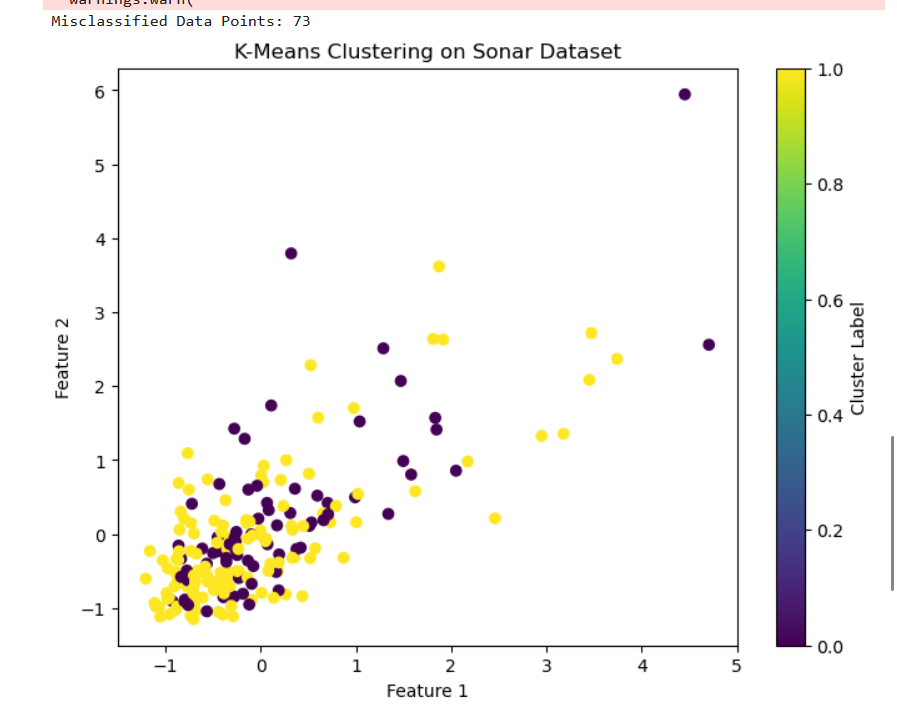 warnings.warn(
Misclassified Data Points: 73
K-Means Clustering on Sonar Dataset
6
5
4
3
2
1
0
−1
Feature 2
−1 0 1 2 3 4 5
Feature 1
1.0
0.8
0.6
0.4
0.2
0.0
Cluster Label